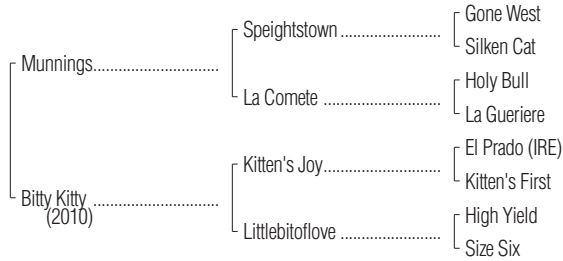 Gone West
Speightstown
Silken Cat
Munnings
Holy Bull
La Comete
La Gueriere
El Prado (IRE)
Kitten's Joy
Kitten's First
Bitty Kitty
(2010)
High Yield
Littlebitoflove
Size Six